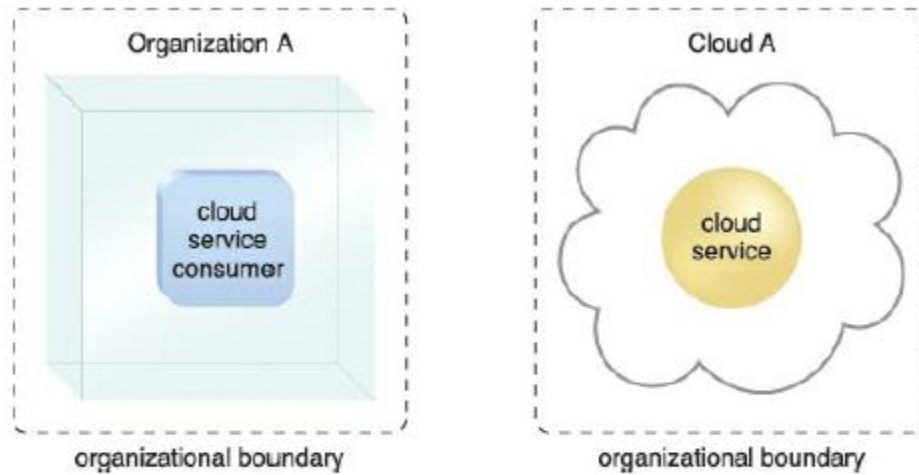 Organization A
cloud
service
consumer
organizational boundary
Cloud A
cloud
service
organizational boundary